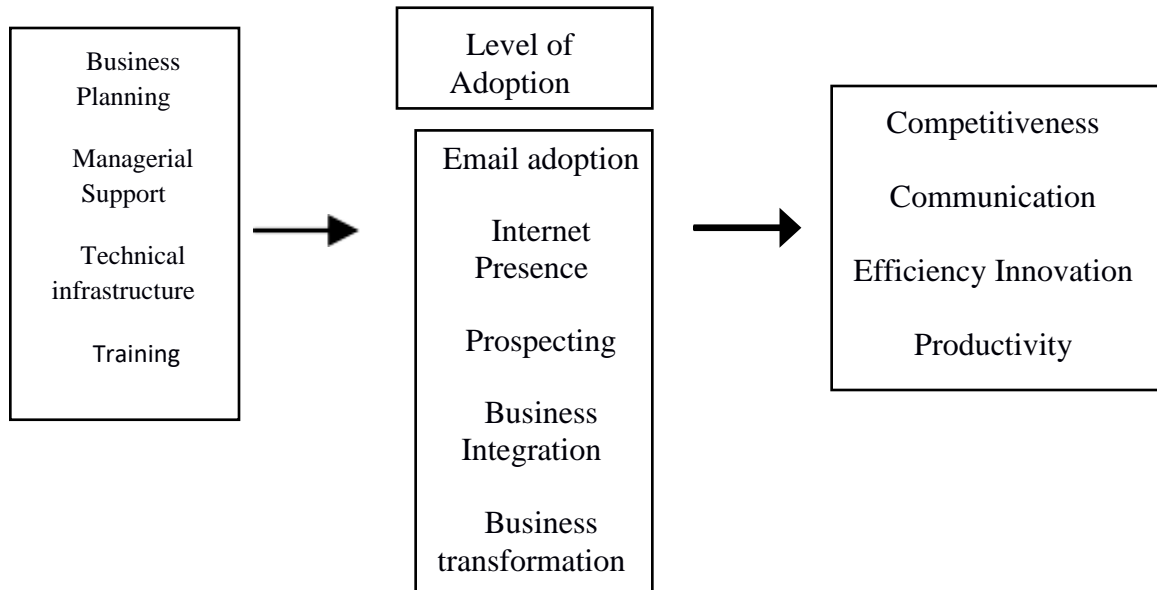 Business
Planning
Managerial
Support
Technical
infrastructure
Training
Level of
Adoption
Email adoption
Internet
Presence
Prospecting
Business
Integration
Business
transformation
Competitiveness
Communication
Efficiency Innovation
Productivity